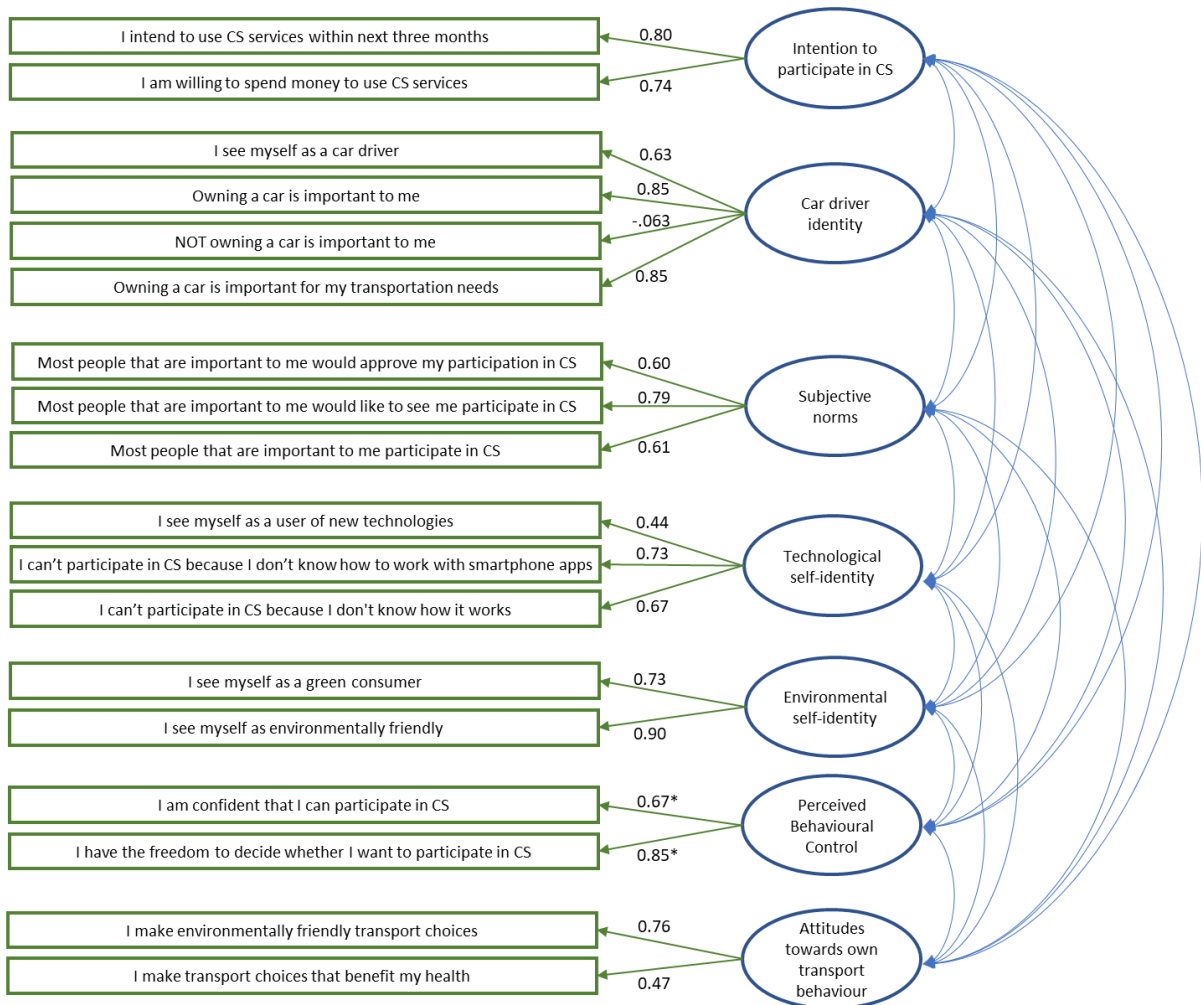 I intend to use CS services within next three months
0.80
I am willing to spend money to use CS services
0.74
Intention to
participate in CS
I see myself as a car driver
0.63
Owning a car is important to me
0.85
NOT owning a car is important to me
-.063
Owning a car is important for my transportation needs
0.85
Car driver
identity
Most people that are important to me would approve my participation in CS
0.60
Most people that are important to me would like to see me participate in CS
0.79
Most people that are important to me participate in CS
0.61
Subjective
norms
I see myself as a user of new technologies
0.44
I can’t participate in CS because I don’t know how to work with smartphone apps
0.73
I can’t participate in CS because I don't know how it works
0.67
Technological
self-identity
I see myself as a green consumer
0.73
I see myself as environmentally friendly
0.90
Environmental
self-identity
I am confident that I can participate in CS
0.67*
I have the freedom to decide whether I want to participate in CS
0.85*
Perceived
Behavioural
Control
I make environmentally friendly transport choices
0.76
I make transport choices that benefit my health
0.47
Attitudes
towards own
transport
behaviour